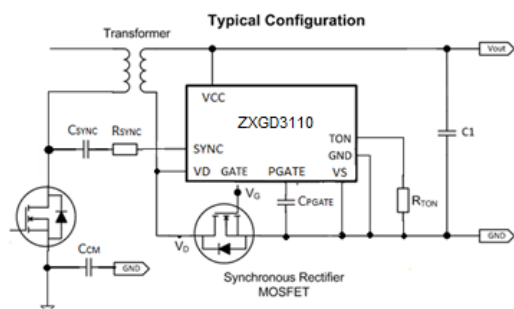 Typical Configuration
Transformer
Vout
VCC
ZXGD3110
CSYNC
RSYNC
SYNC
TON
GND
C1
VD
GATE
PGATE
VS
VG
CPGATE
RTON
VD
GND
CCM
GND
Synchronous Rectifier
MOSFET